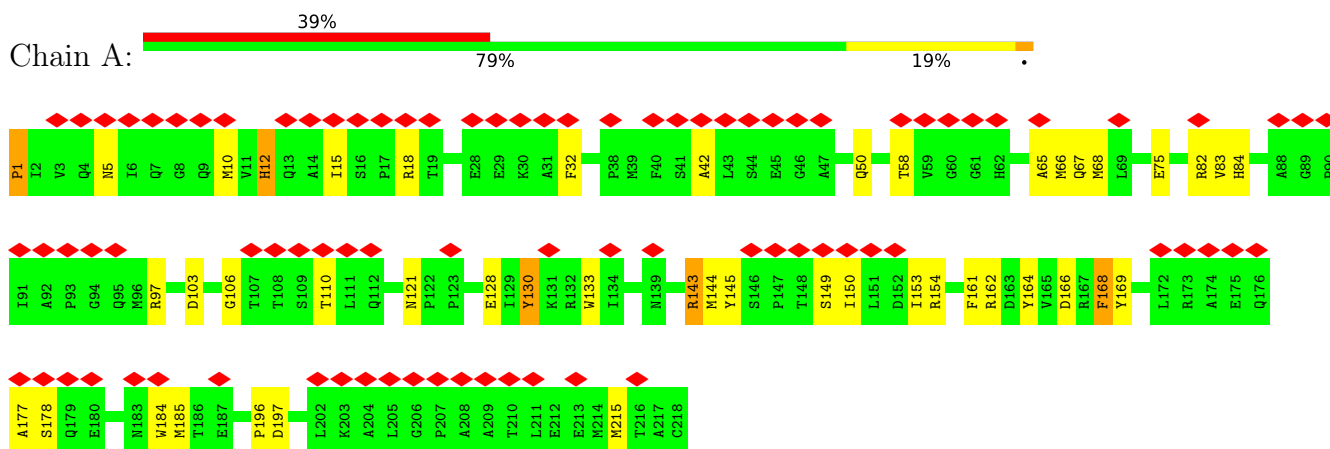 39%
Chain A:
79% 19% •
P1 I2 V3 Q4 N5 I6 Q7 G8 Q9 M10 V11 H12 Q13 A14 I15 S16 P17 R18 T19 E28 E29 K30 A31 F32 P38 M39 F40 S41 A42 L43 S44 E45 G46 A47 Q50 T58 V59 G60 G61 H62 A65 M66 Q67 M68 L69 E75 R82 V83 H84 A88 G89 P90
I91 A92 P93 G94 Q95 M96 R97 D103 G106 T107 T108 S109 T110 L111 Q112 N121 P122 P123 E128 I129 Y130 K131 R132 W133 I134 N139 R143 M144 Y145 S146 P147 T148 S149 I150 L151 D152 I153 R154 F161 R162 D163 Y164 V165 D166 R167 F168 Y169 L172 R173 A174 E175 Q176
A177 S178 Q179 E180 N183 W184 M185 T186 E187 P196 D197 L202 K203 A204 L205 G206 P207 A208 A209 T210 L211 E212 E213 M214 M215 T216 A217 C218